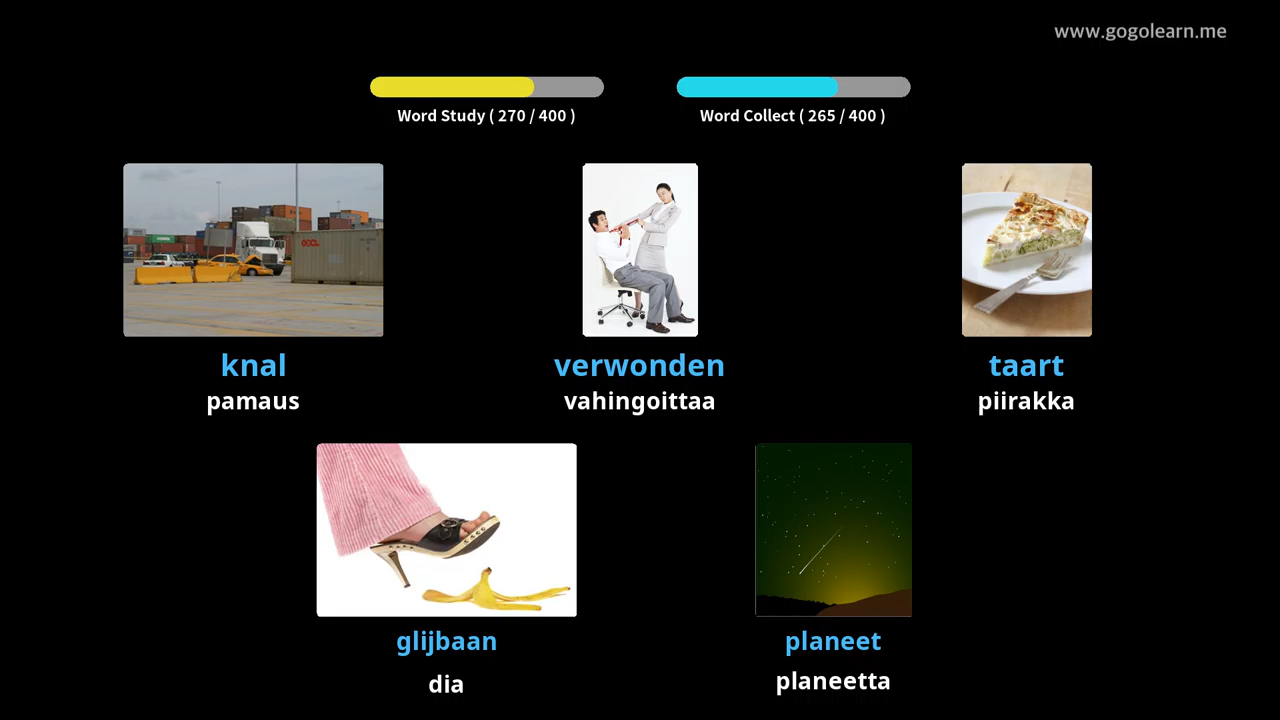 www.gogolearn.me
Word Study ( 270 / 400 )
Word Collect ( 265 / 400 )
knal
verwonden
taart
pamaus
vahingoittaa
piirakka
glijbaan
planeet
dia
planeetta